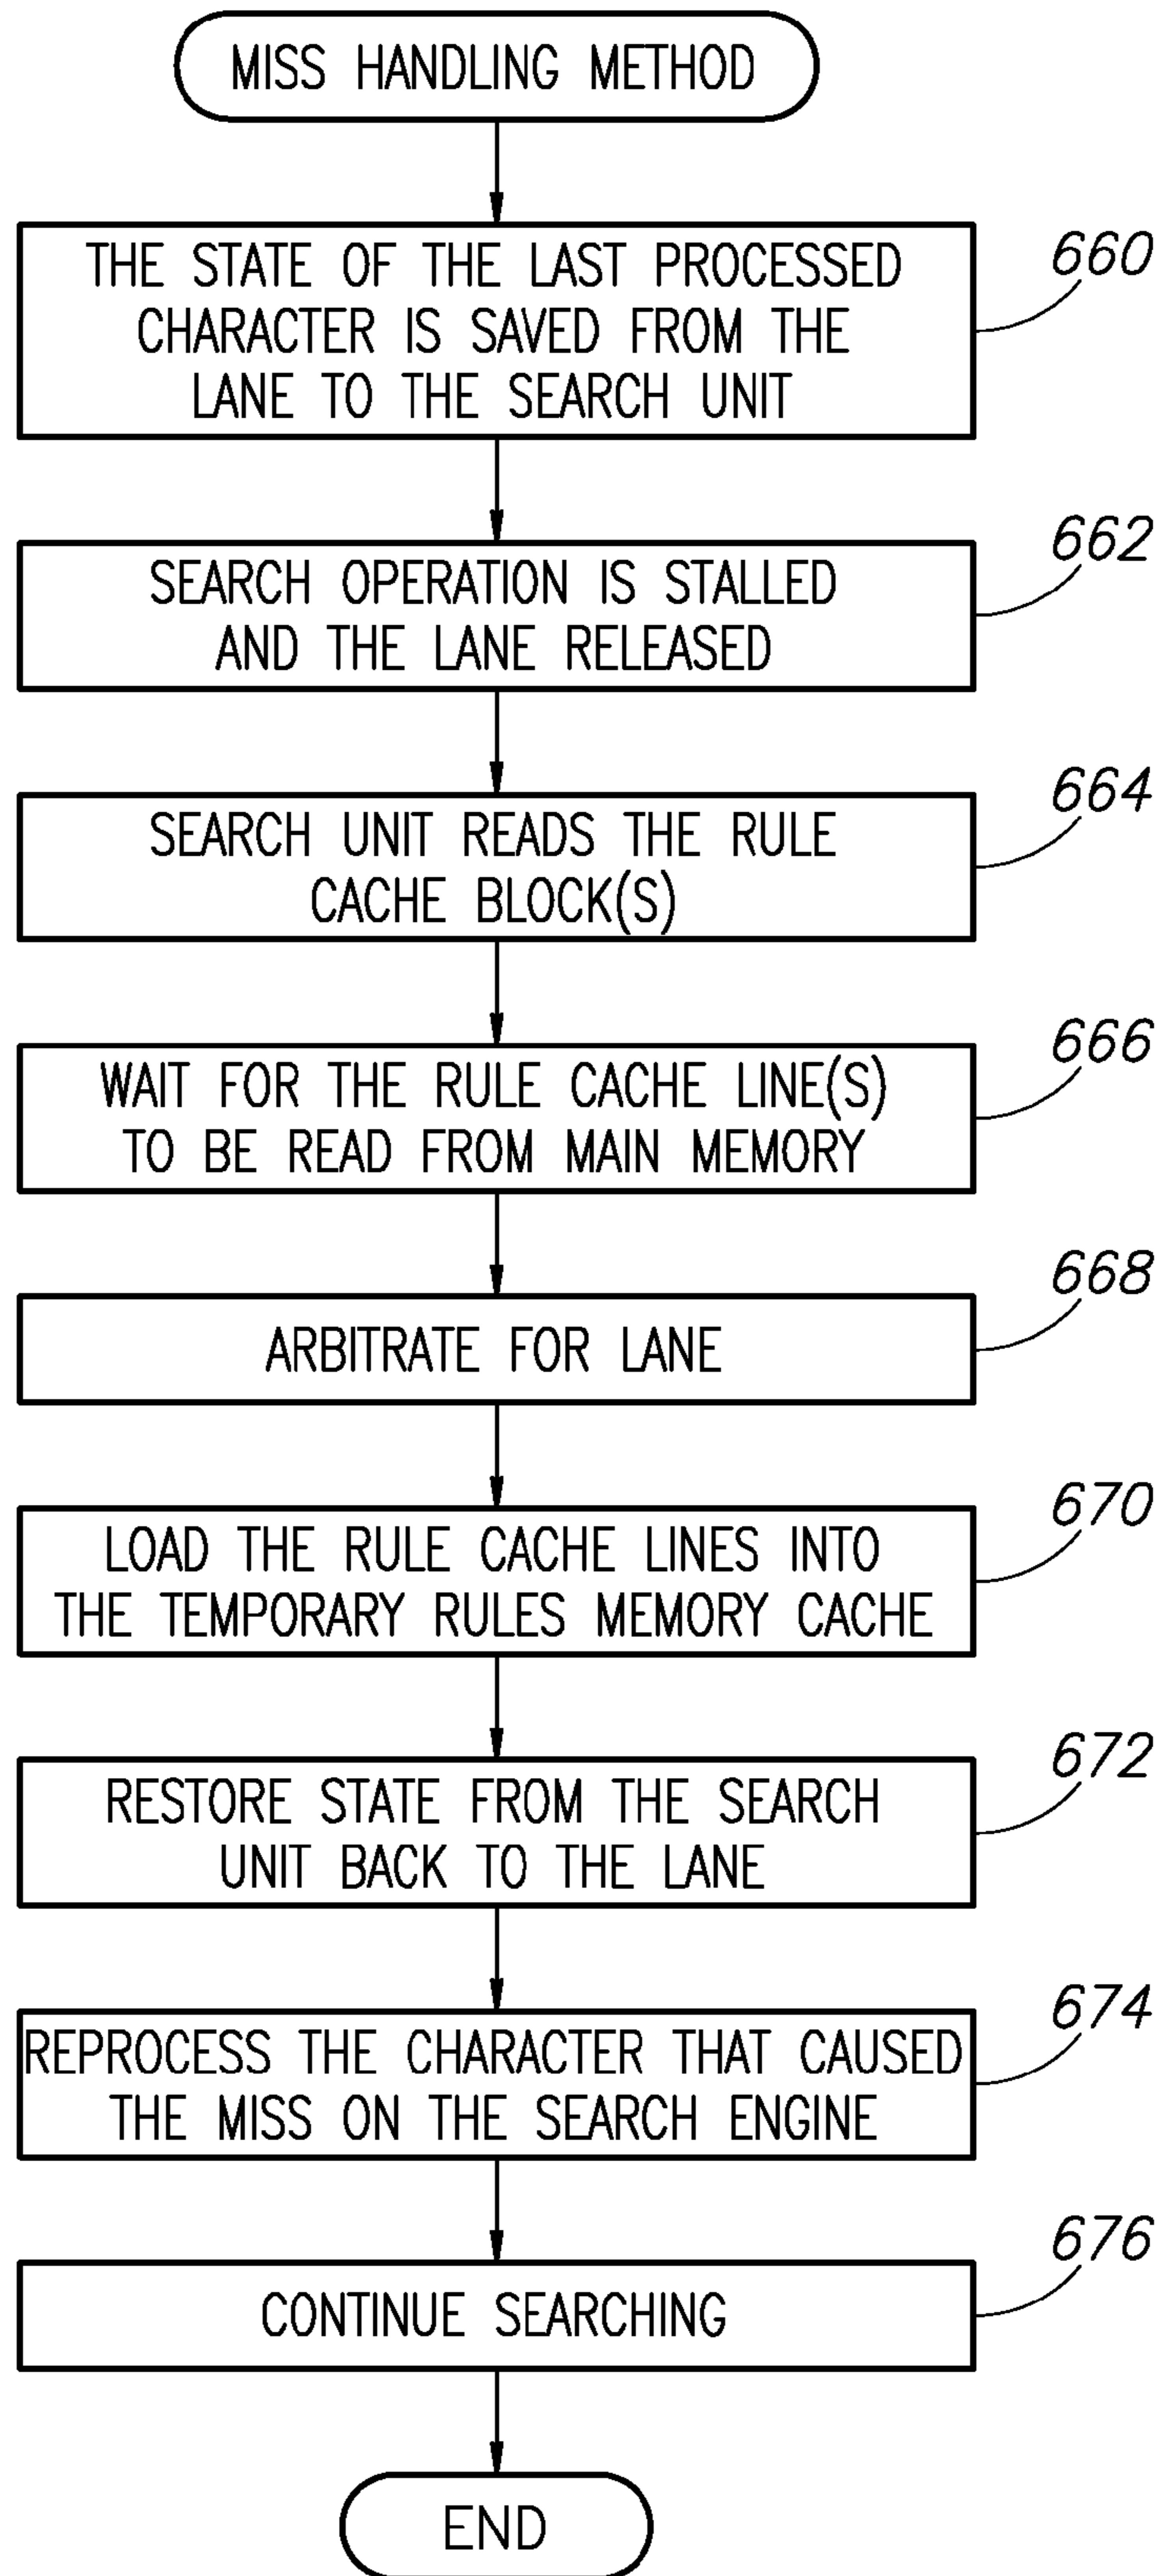 MISS HANDLING METHOD
THE STATE OF THE LAST PROCESSED
CHARACTER IS SAVED FROM THE
LANE TO THE SEARCH UNIT
660
SEARCH OPERATION IS STALLED
AND THE LANE RELEASED
662
SEARCH UNIT READS THE RULE
CACHE BLOCK(S)
664
WAIT FOR THE RULE CACHE LINE(S)
TO BE READ FROM MAIN MEMORY
666
ARBITRATE FOR LANE
668
LOAD THE RULE CACHE LINES INTO
THE TEMPORARY RULES MEMORY CACHE
670
RESTORE STATE FROM THE SEARCH
UNIT BACK TO THE LANE
672
REPROCESS THE CHARACTER THAT CAUSED
THE MISS ON THE SEARCH ENGINE
674
CONTINUE SEARCHING
676
END